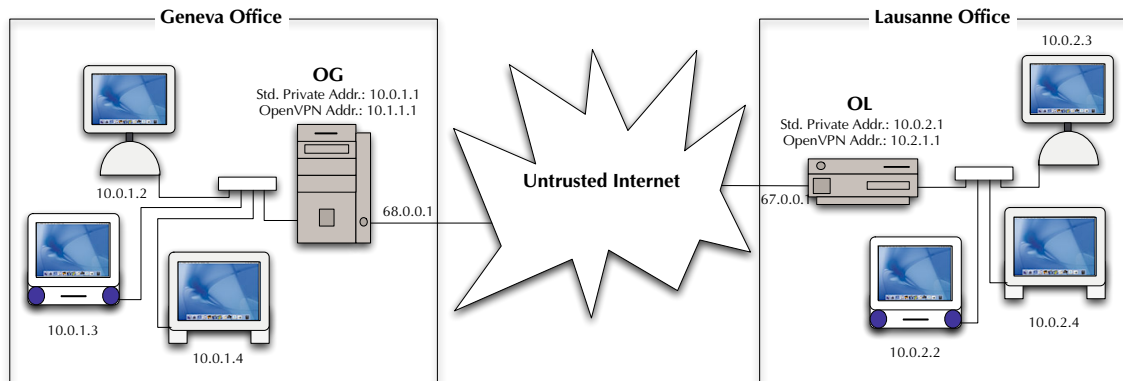 Geneva Office
OG
Std. Private Addr.: 10.0.1.1
OpenVPN Addr.: 10.1.1.1
10.0.1.2
68.0.0.1
10.0.1.3
10.0.1.4
Untrusted Internet
Lausanne Office
10.0.2.3
OL
Std. Private Addr.: 10.0.2.1
OpenVPN Addr.: 10.2.1.1
67.0.0.1
10.0.2.4
10.0.2.2